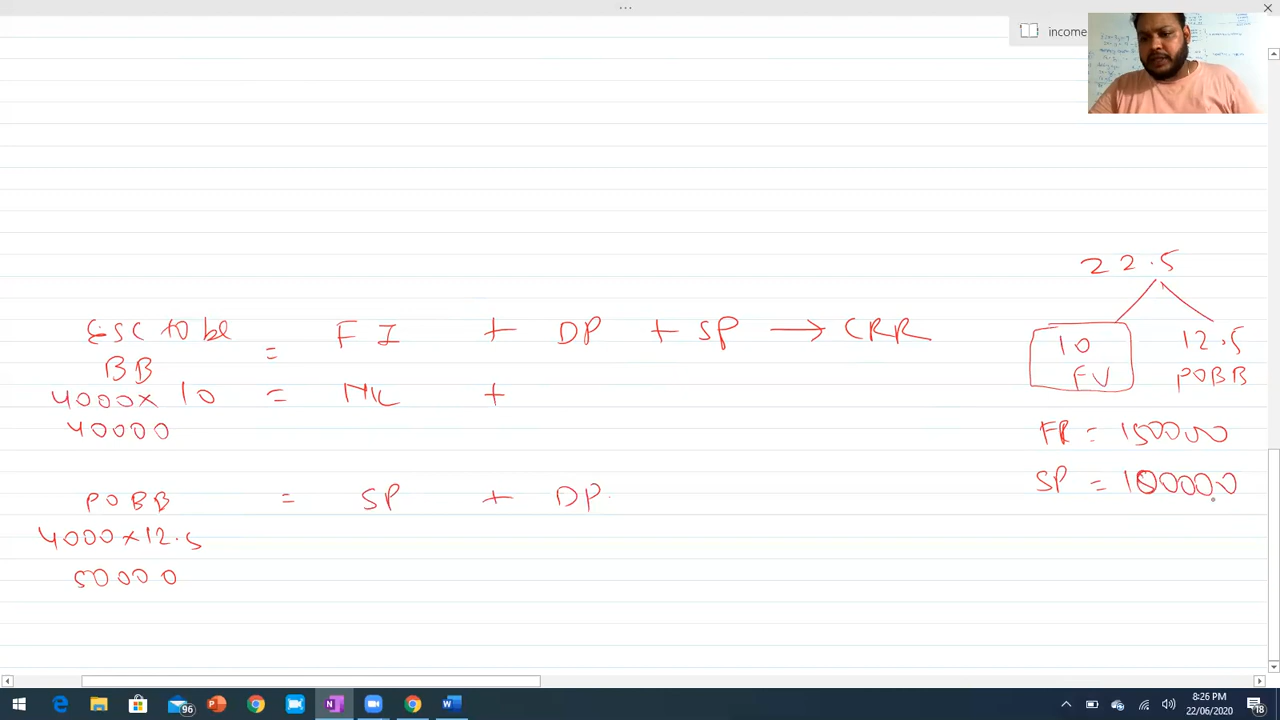 income
22.5
ESC to be = FI + DP + SP → CRR
BB
10 12.5
FV POBB
4000 × 10 = NIL +
40000
FR = 150000
SP = 100000
POBB = SP + DP
4000 × 12.5
50000
96
8:26 PM
22/06/2020
18